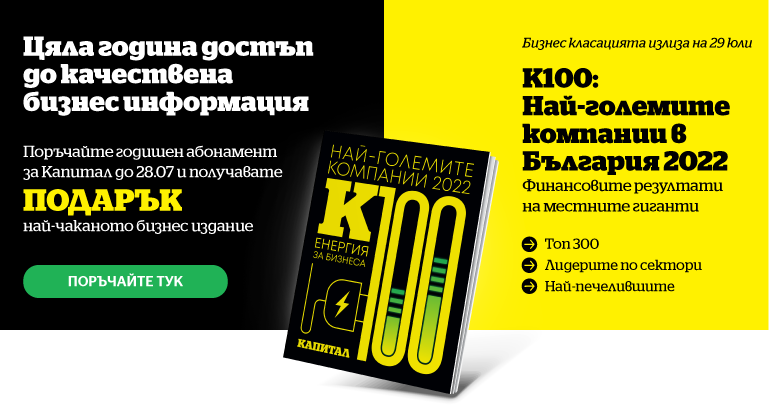 Цяла година достъп
до качествена
бизнес информация
Поръчайте годишен абонамент
за Капитал до 28.07 и получавате
ПОДАРЪК
най-чаканото бизнес издание
ПОРЪЧАЙТЕ ТУК
НАЙ-ГОЛЕМИТЕ
КОМПАНИИ 2022
К100
ЕНЕРГИЯ
ЗА БИЗНЕСА
КАПИТАЛ
Бизнес класацията излиза на 29 юли
К100:
Най-големите
компании в
България 2022
Финансовите резултати
на местните гиганти
Топ 300
Лидерите по сектори
Най-печелившите